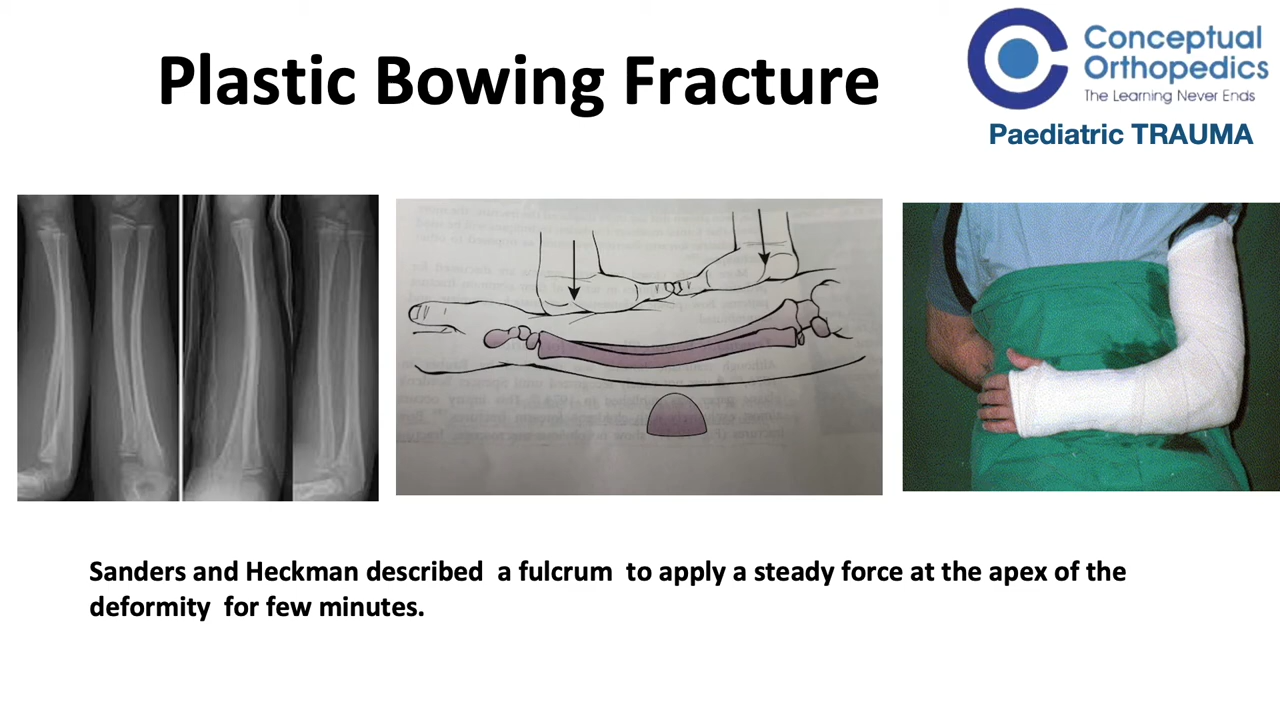 Plastic Bowing Fracture
Conceptual
Orthopedics
The Learning Never Ends
Paediatric TRAUMA
Sanders and Heckman described a fulcrum to apply a steady force at the apex of the
deformity for few minutes.